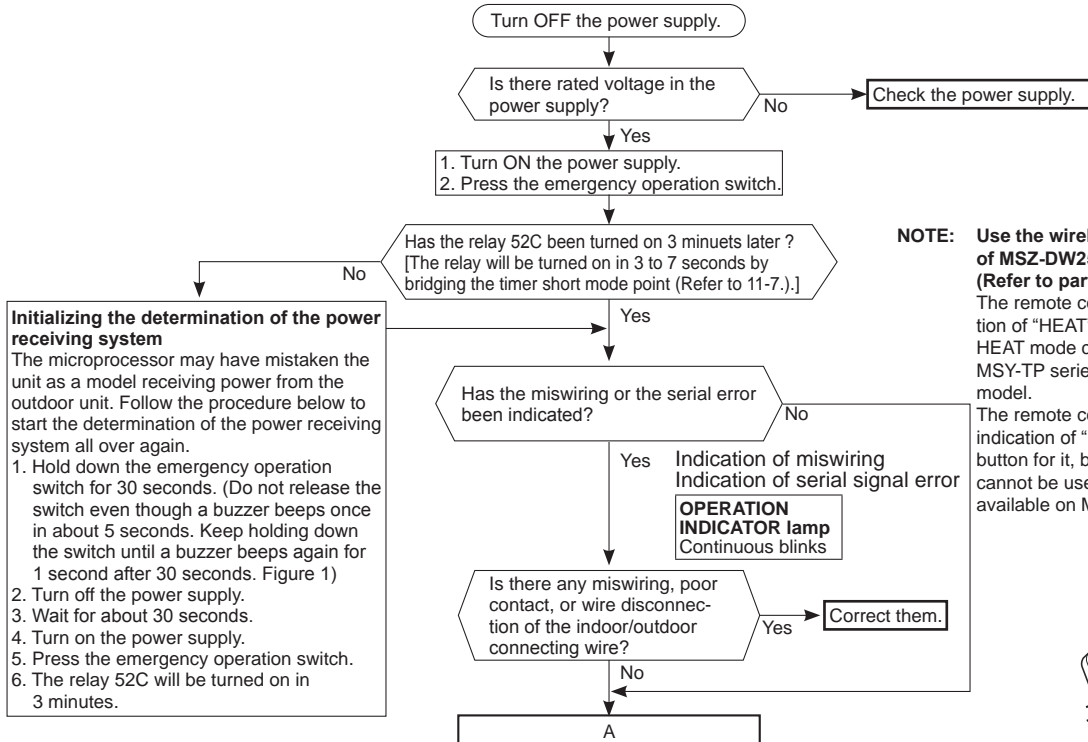 Turn OFF the power supply.
Is there rated voltage in the
power supply?
No
Check the power supply.
Yes
1. Turn ON the power supply.
2. Press the emergency operation switch.
Has the relay 52C been turned on 3 minuets later ?
[The relay will be turned on in 3 to 7 seconds by
bridging the timer short mode point (Refer to 11-7.).]
No
Yes
Initializing the determination of the power
receiving system
The microprocessor may have mistaken the
unit as a model receiving power from the
outdoor unit. Follow the procedure below to
start the determination of the power receiving
system all over again.
1. Hold down the emergency operation
switch for 30 seconds. (Do not release the
switch even though a buzzer beeps once
in about 5 seconds. Keep holding down
the switch until a buzzer beeps again for
1 second after 30 seconds. Figure 1)
2. Turn off the power supply.
3. Wait for about 30 seconds.
4. Turn on the power supply.
5. Press the emergency operation switch.
6. The relay 52C will be turned on in
3 minutes.
Has the miswiring or the serial error
been indicated?
No
Yes
Indication of miswiring
Indication of serial signal error
OPERATION
INDICATOR lamp
Continuous blinks
Is there any miswiring, poor
contact, or wire disconnec-
tion of the indoor/outdoor
connecting wire?
Yes
Correct them.
No
A
NOTE: Use the
of
(Refer to
The remote
tion of
HEAT mode
MSY-TP
model.
The remote
indication of
button for it,
cannot be
available on